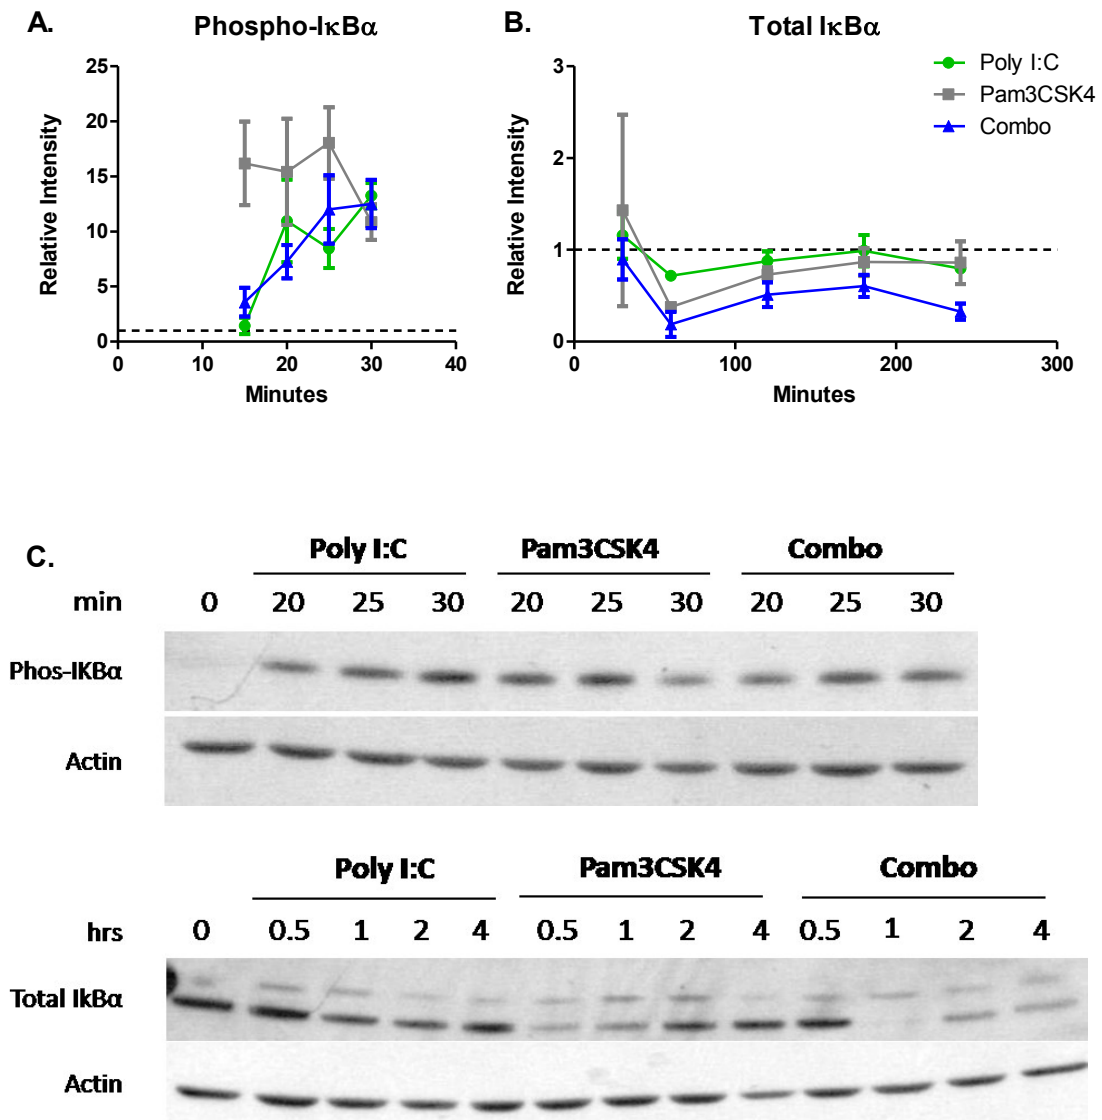 A.
Phospho-IκBα
25
20
15
10
5
0
Relative Intensity
0 10 20 30 40
Minutes
B.
Total IκBα
3
2
1
0
Relative Intensity
0 100 200 300
Minutes
Poly I:C
Pam3CSK4
Combo
C.
Poly I:C Pam3CSK4 Combo
min 0 20 25 30 20 25 30 20 25 30
Phos-IKBα
Actin
Poly I:C Pam3CSK4 Combo
hrs 0 0.5 1 2 4 0.5 1 2 4 0.5 1 2 4
Total IkBα
Actin